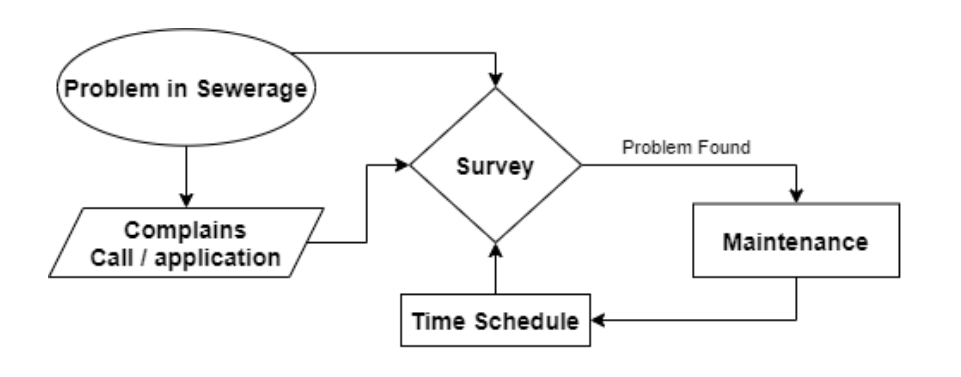 Problem in Sewerage
Survey
Problem Found
Complains
Call / application
Maintenance
Time Schedule